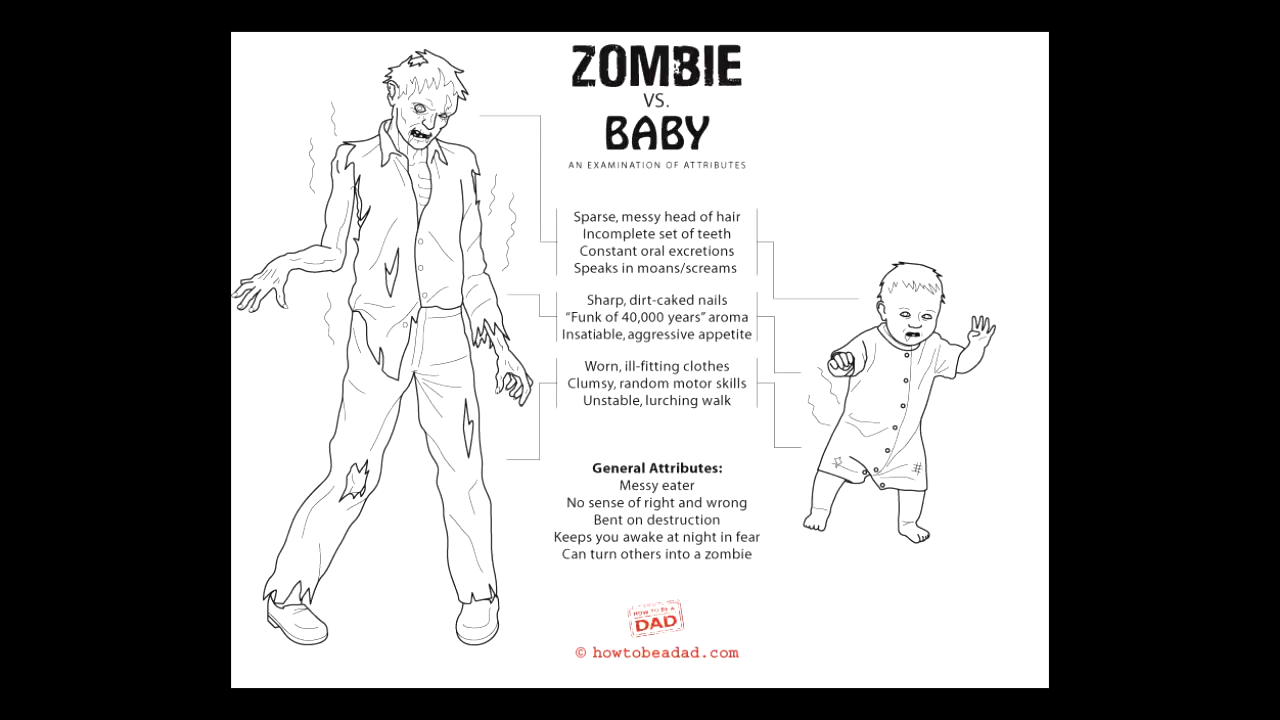 ZOMBIE
VS.
BABY
AN EXAMINATION OF ATTRIBUTES
Sparse, messy head of hair
Incomplete set of teeth
Constant oral excretions
Speaks in moans/screams
Sharp, dirt-caked nails
“Funk of 40,000 years” aroma
Insatiable, aggressive appetite
Worn, ill-fitting clothes
Clumsy, random motor skills
Unstable, lurching walk
General Attributes:
Messy eater
No sense of right and wrong
Bent on destruction
Keeps you awake at night in fear
Can turn others into a zombie
HOW TO BE A
DAD
© howtobeadad.com